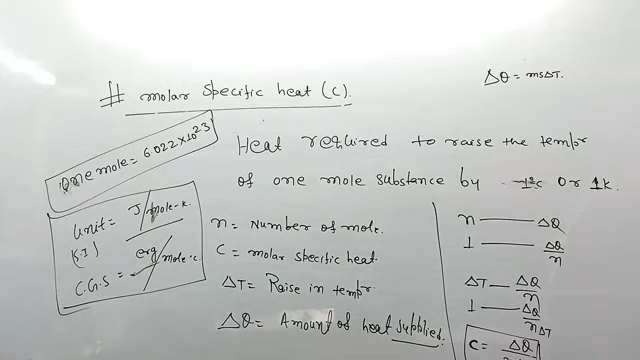 # molar specific heat (c).
ΔQ = msΔT.
One mole = 6.022×10^23
Heat required to raise the tempr
of one mole substance by 1°c or 1k.
Unit = J/mole-k.
(S.I)
C.G.S = erg/mole-c
n = Number of mole.
C = molar specific heat.
ΔT = Raise in tempr.
ΔQ = Amount of heat supplied.
n — ΔQ
1 — ΔQ/n
ΔT — ΔQ/n
1 — ΔQ/nΔT
C = ΔQ